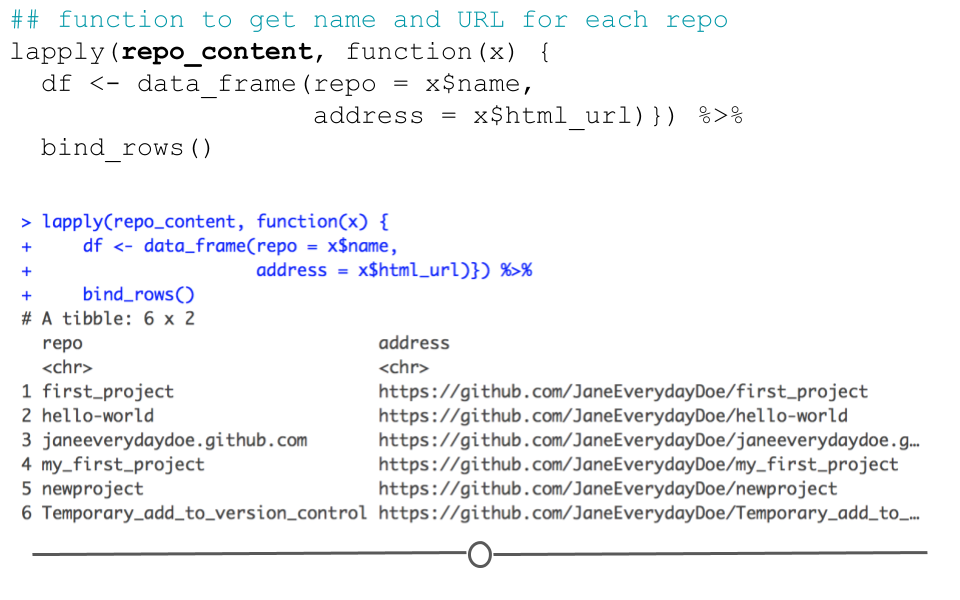 ## function to get name and URL for each repo
lapply(repo_content, function(x) {
  df <- data_frame(repo = x$name,
                   address = x$html_url)}) %>%
  bind_rows()
> lapply(repo_content, function(x) {
+     df <- data_frame(repo = x$name,
+                      address = x$html_url)}) %>%
+     bind_rows()
# A tibble: 6 x 2
  repo                             address
  <chr>                            <chr>
1 first_project                    https://github.com/JaneEverydayDoe/first_project
2 hello-world                      https://github.com/JaneEverydayDoe/hello-world
3 janeeverydaydoe.github.com       https://github.com/JaneEverydayDoe/janeeverydaydoe.g…
4 my_first_project                 https://github.com/JaneEverydayDoe/my_first_project
5 newproject                       https://github.com/JaneEverydayDoe/newproject
6 Temporary_add_to_version_control https://github.com/JaneEverydayDoe/Temporary_add_to_…